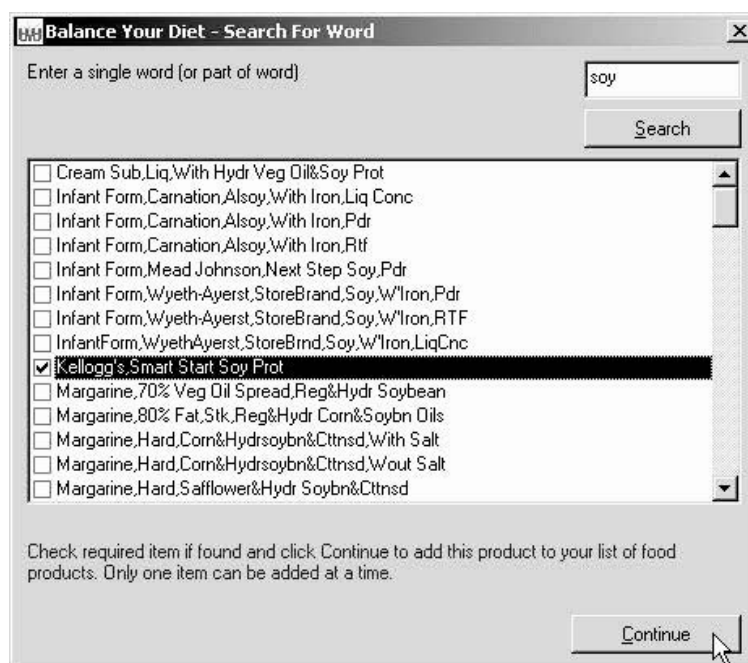 Balance Your Diet - Search For Word
Enter a single word (or part of word)
soy
Search
Cream Sub,Liq,With Hydr Veg Oil&Soy Prot
Infant Form,Carnation,Alsoy,With Iron,Liq Conc
Infant Form,Carnation,Alsoy,With Iron,Pdr
Infant Form,Carnation,Alsoy,With Iron,Rtf
Infant Form,Mead Johnson,Next Step Soy,Pdr
Infant Form,Wyeth-Ayerst,StoreBrand,Soy,W'Iron,Pdr
Infant Form,Wyeth-Ayerst,StoreBrand,Soy,W'Iron,RTF
InfantForm,WyethAyerst,StoreBrnd,Soy,W'Iron,LiqCnc
Kellogg's,Smart Start Soy Prot
Margarine,70% Veg Oil Spread,Reg&Hydr Soybean
Margarine,80% Fat,Stk,Reg&Hydr Corn&Soybn Oils
Margarine,Hard,Corn&Hydrsoybn&Cttnsd,With Salt
Margarine,Hard,Corn&Hydrsoybn&Cttnsd,Wout Salt
Margarine,Hard,Safflower&Hydr Soybn&Cttnsd
Check required item if found and click Continue to add this product to your list of food
products. Only one item can be added at a time.
Continue